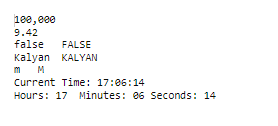 100,000
9.42
false   FALSE
Kalyan  KALYAN
m   M
Current Time: 17:06:14
Hours: 17  Minutes: 06 Seconds: 14